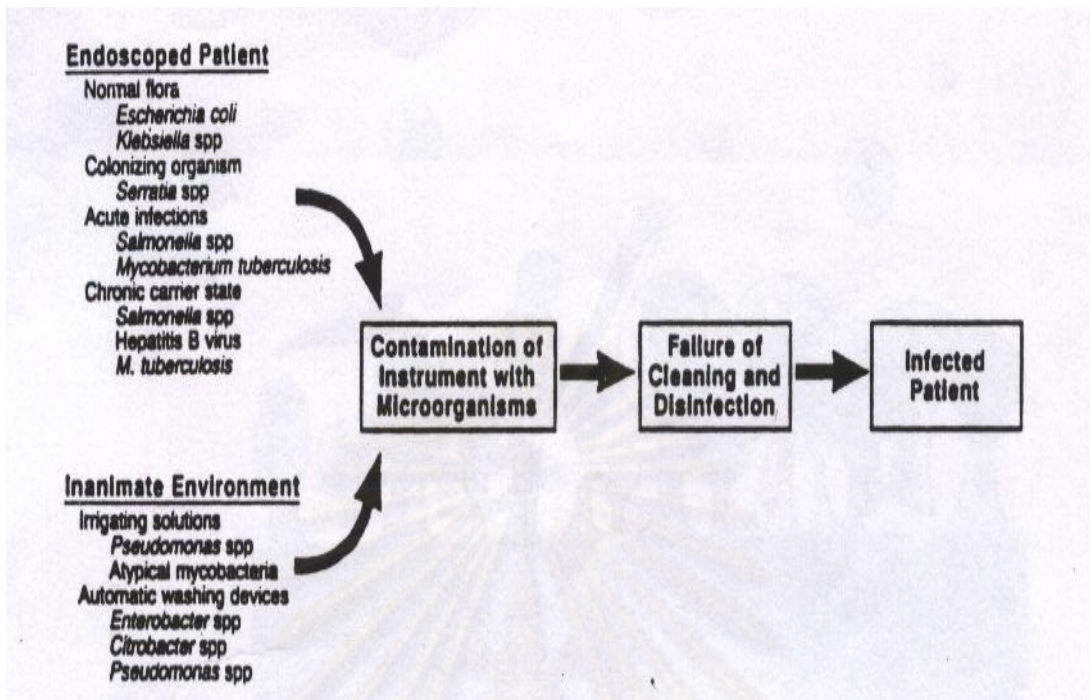 Endoscoped Patient
Normal flora
Escherichia coli
Klebsiella spp
Colonizing organism
Serratia spp
Acute infections
Salmonella spp
Mycobacterium tuberculosis
Chronic carrier state
Salmonella spp
Hepatitis B virus
M. tuberculosis
Contamination of
Instrument with
Microorganisms
Failure of
Cleaning and
Disinfection
Infected
Patient
Inanimate Environment
Irrigating solutions
Pseudomonas spp
Atypical mycobacteria
Automatic washing devices
Enterobacter spp
Citrobacter spp
Pseudomonas spp